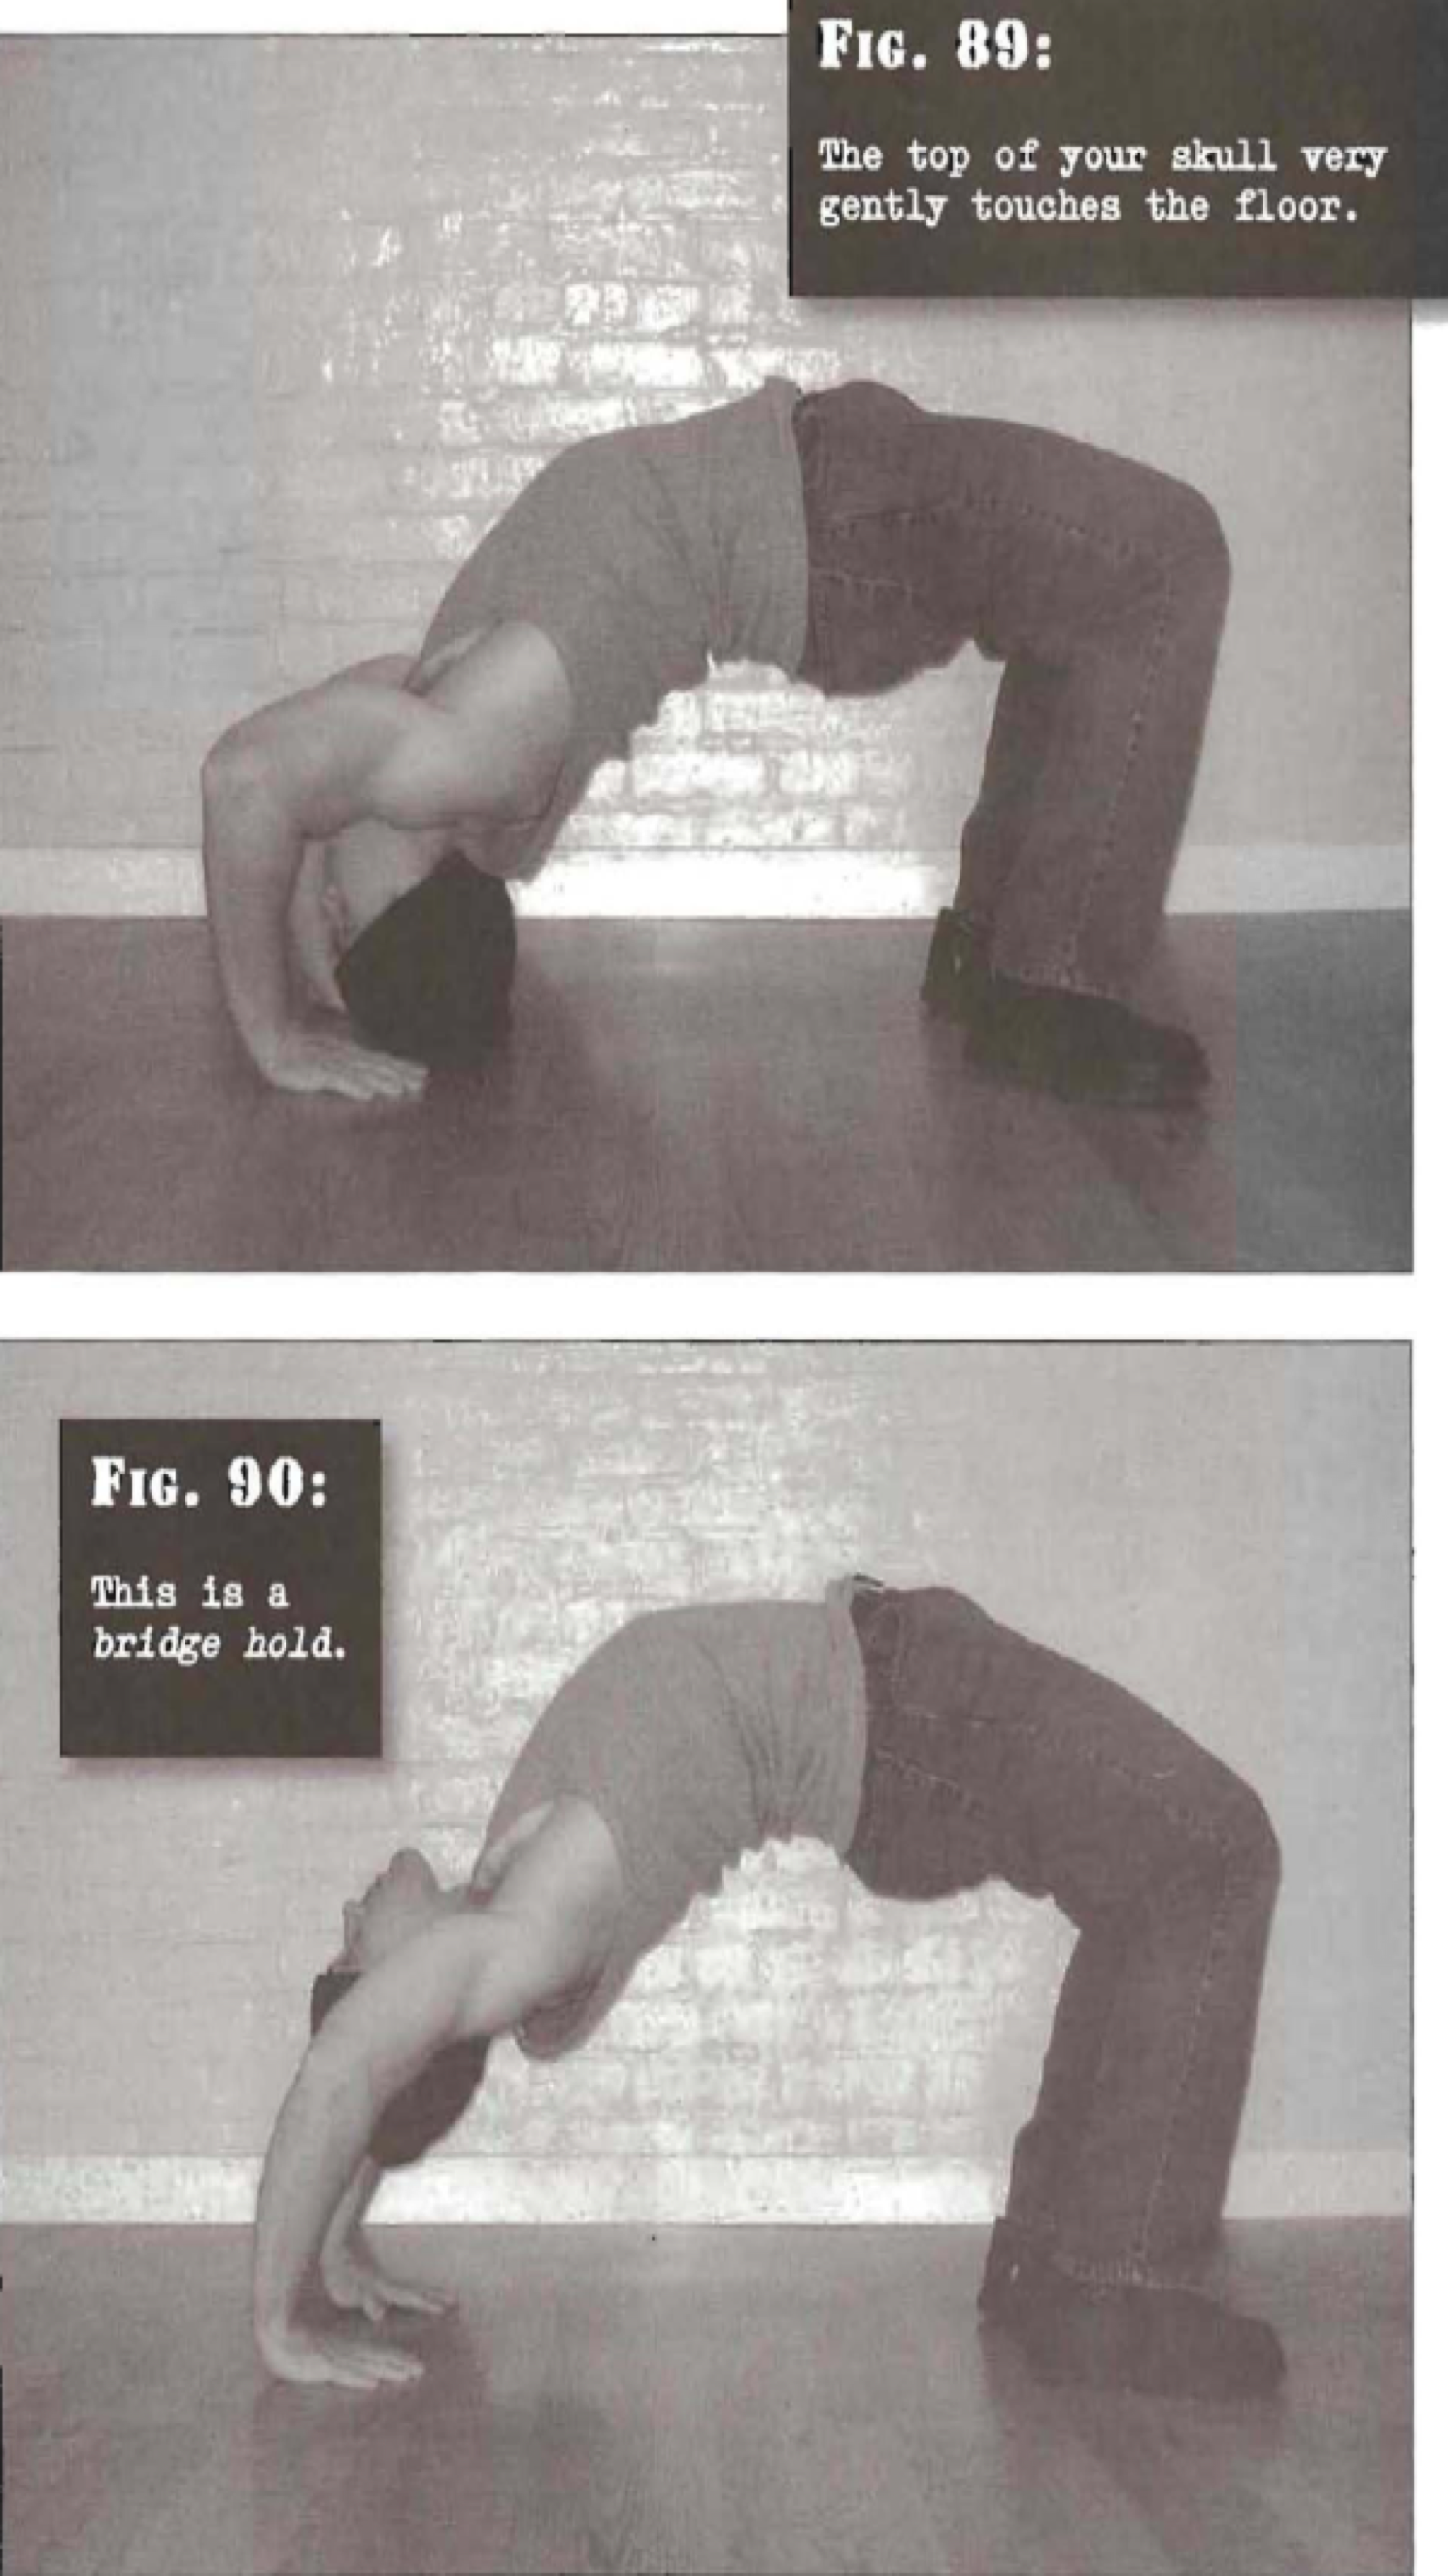 FIG. 89:
The top of your skull very
gently touches the floor.
FIG. 90:
This is a
bridge hold.